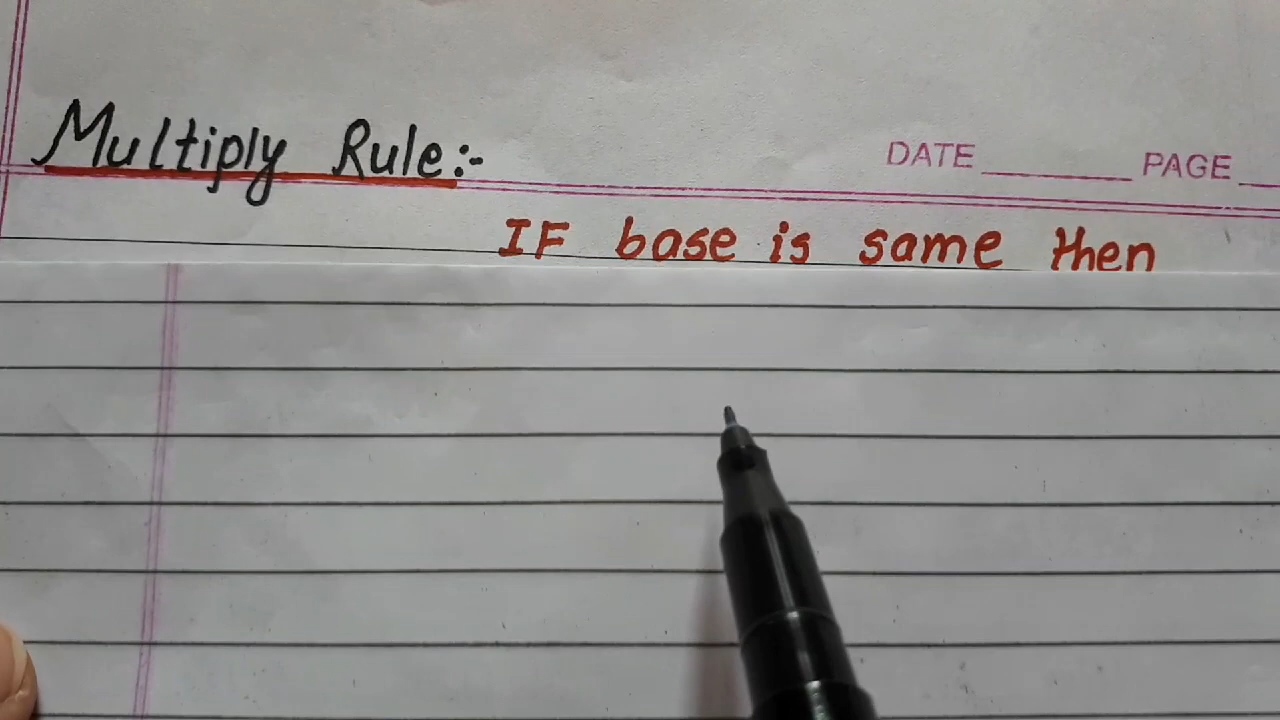 Multiply Rule:-
DATE PAGE
IF base is same then